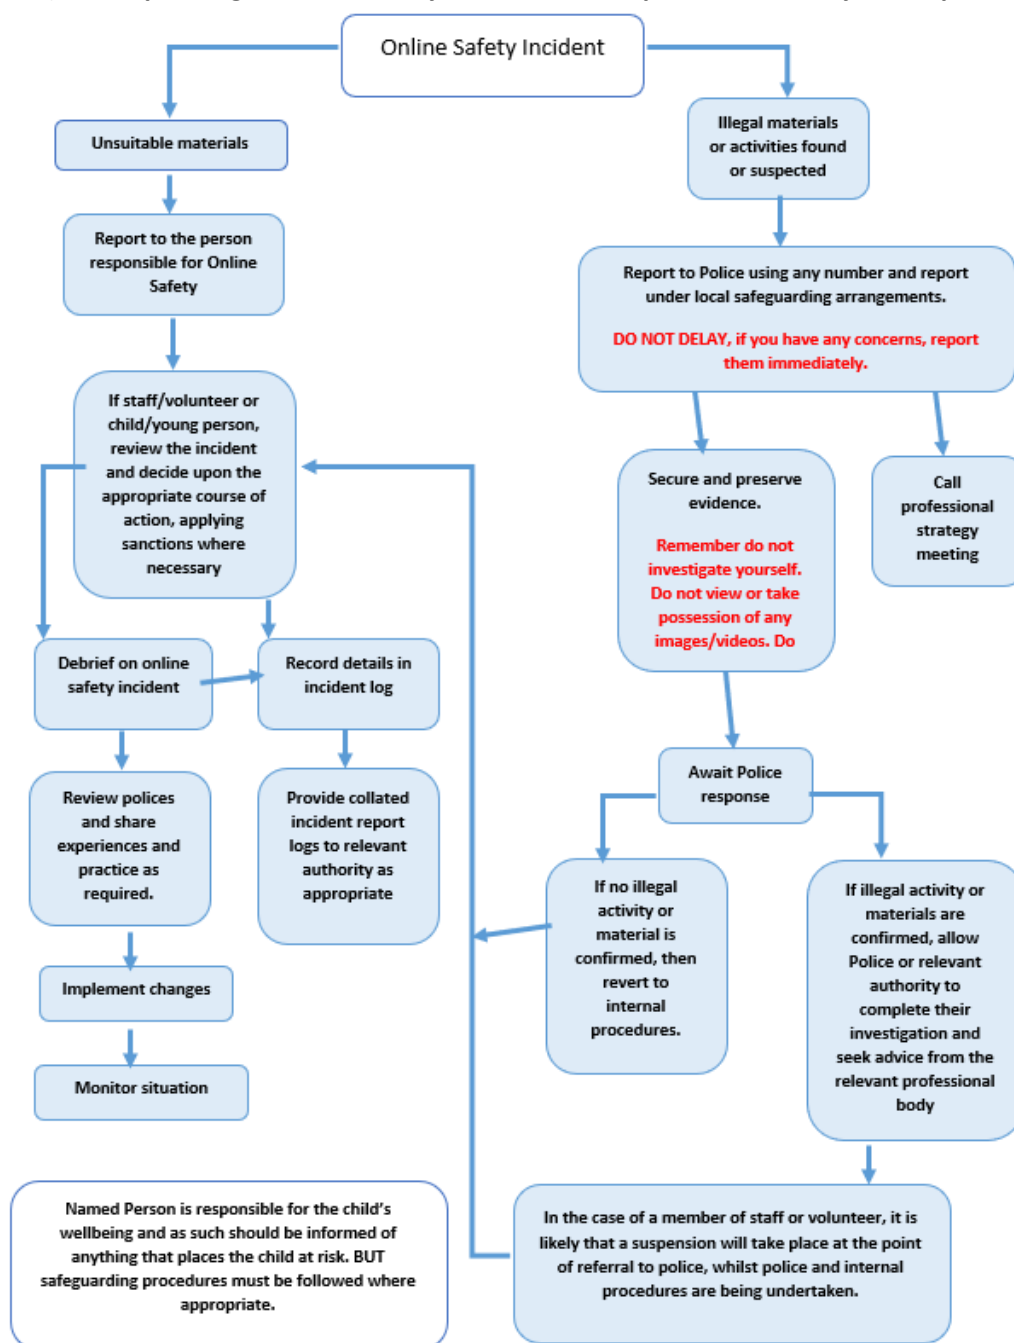 Online Safety Incident
Unsuitable materials
Illegal materials
or activities found
or suspected
Report to the person
responsible for Online
Safety
Report to Police using any number and report
under local safeguarding arrangements.
DO NOT DELAY, if you have any concerns, report
them immediately.
If staff/volunteer or
child/young person,
review the incident
and decide upon the
appropriate course of
action, applying
sanctions where
necessary
Secure and preserve
evidence.
Remember do not
investigate yourself.
Do not view or take
possession of any
images/videos. Do
Call
professional
strategy
meeting
Debrief on online
safety incident
Record details in
incident log
Review polices
and share
experiences and
practice as
required.
Provide collated
incident report
logs to relevant
authority as
appropriate
Await Police
response
If no illegal
activity or
material is
confirmed, then
revert to
internal
procedures.
If illegal activity or
materials are
confirmed, allow
Police or relevant
authority to
complete their
investigation and
seek advice from the
relevant professional
body
Implement changes
Monitor situation
Named Person is responsible for the child’s
wellbeing and as such should be informed of
anything that places the child at risk. BUT
safeguarding procedures must be followed where
appropriate.
In the case of a member of staff or volunteer, it is
likely that a suspension will take place at the point
of referral to police, whilst police and internal
procedures are being undertaken.